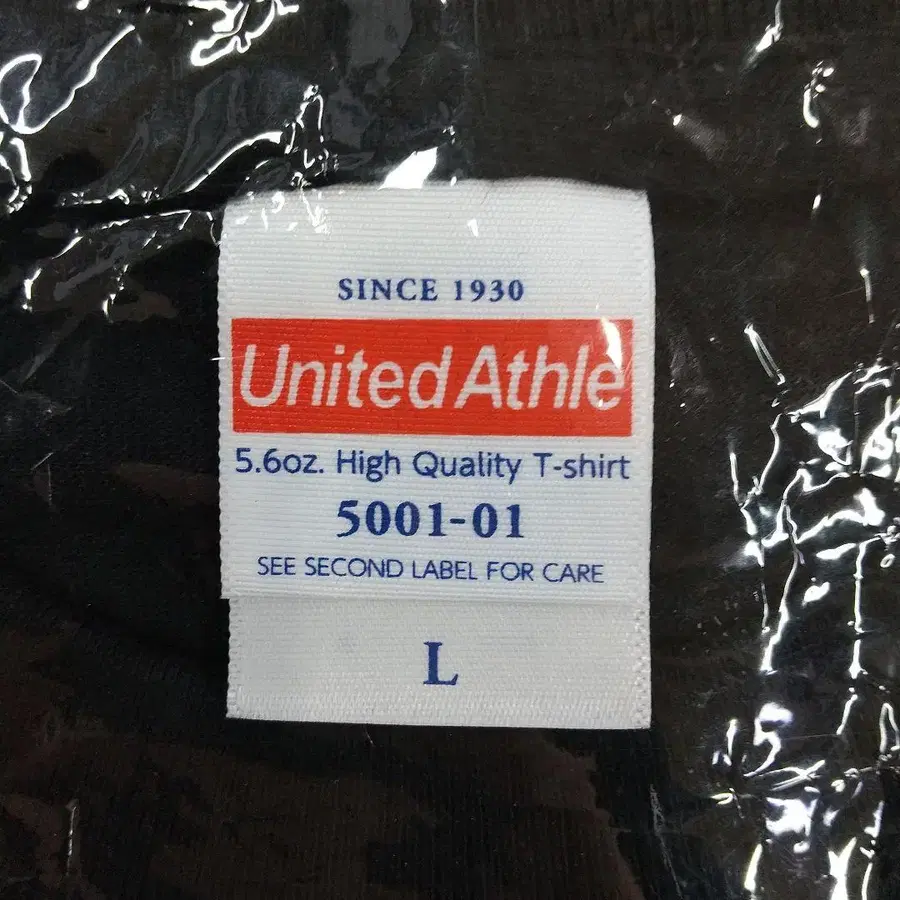 SINCE 1930
United Athle
5.6oz. High Quality T-shirt
5001-01
SEE SECOND LABEL FOR CARE
L